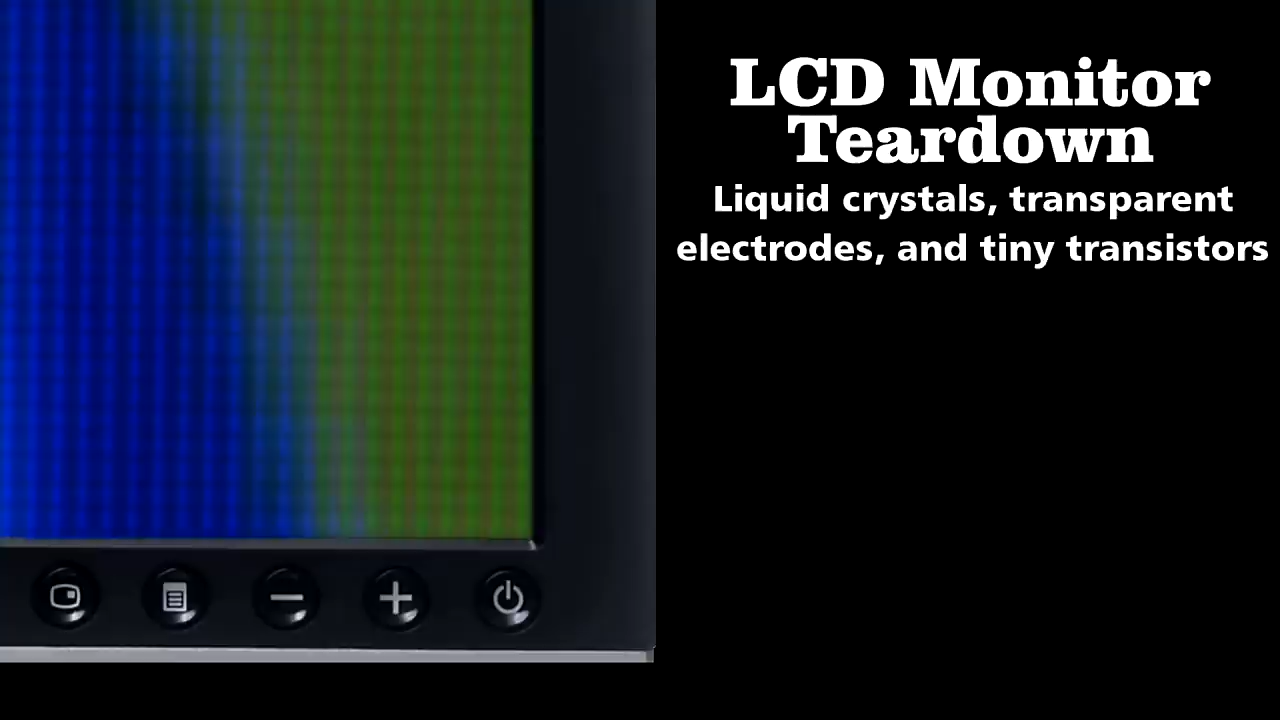 LCD Monitor
Teardown
Liquid crystals, transparent
electrodes, and tiny transistors